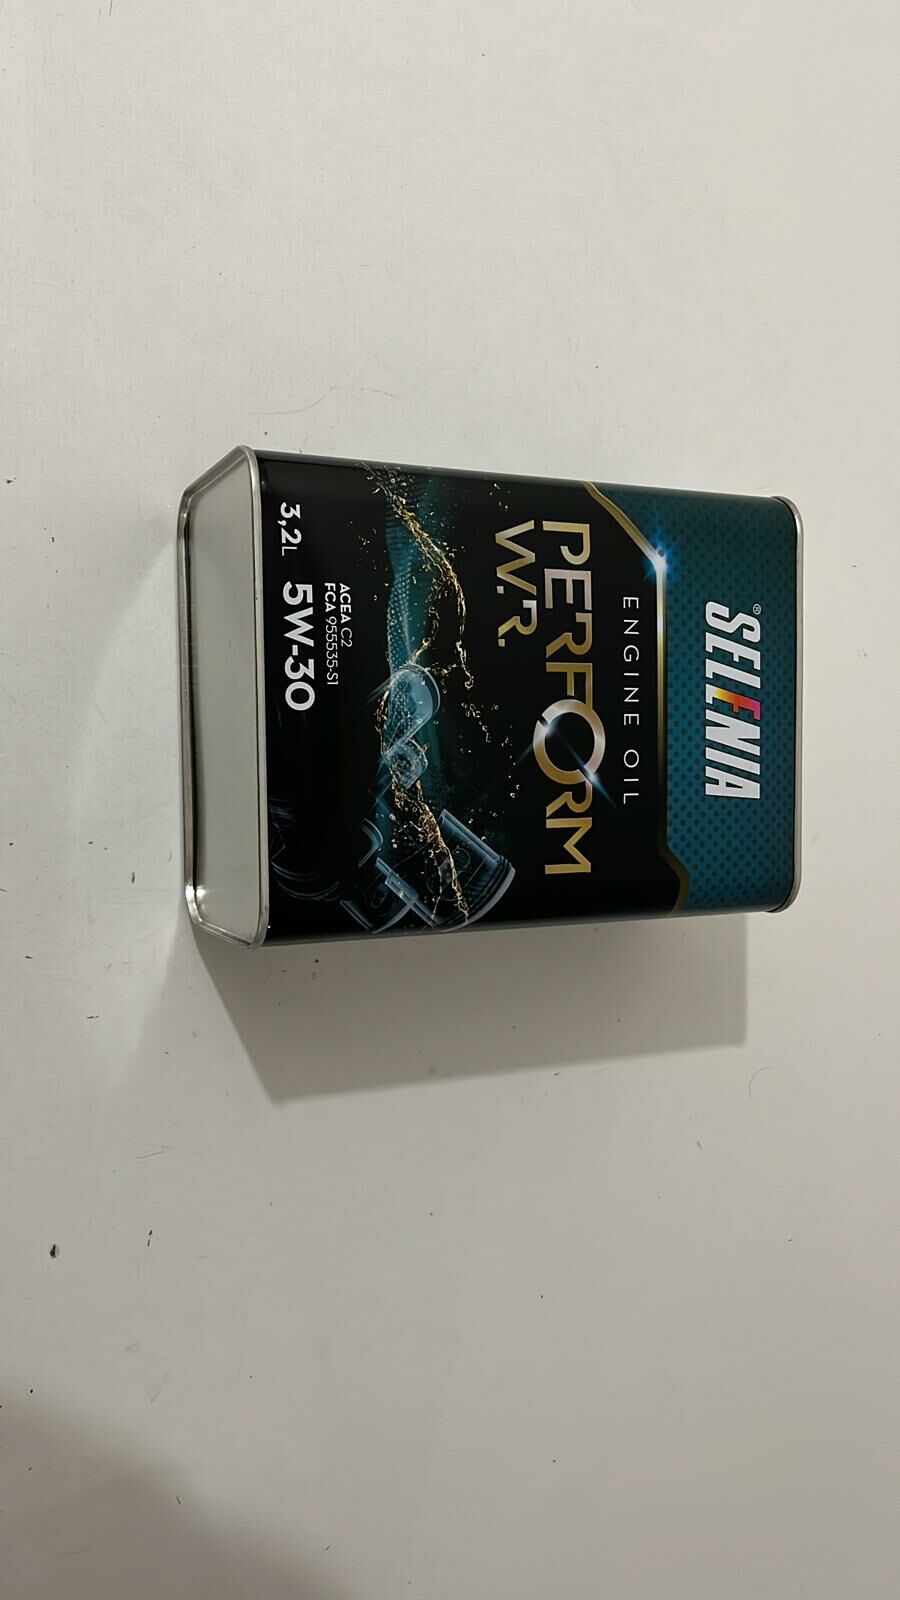 SELENIA®
ENGINE OIL
PERFORM
W.R.
ACEA C2
FCA 955535-S1
3,2L 5W-30